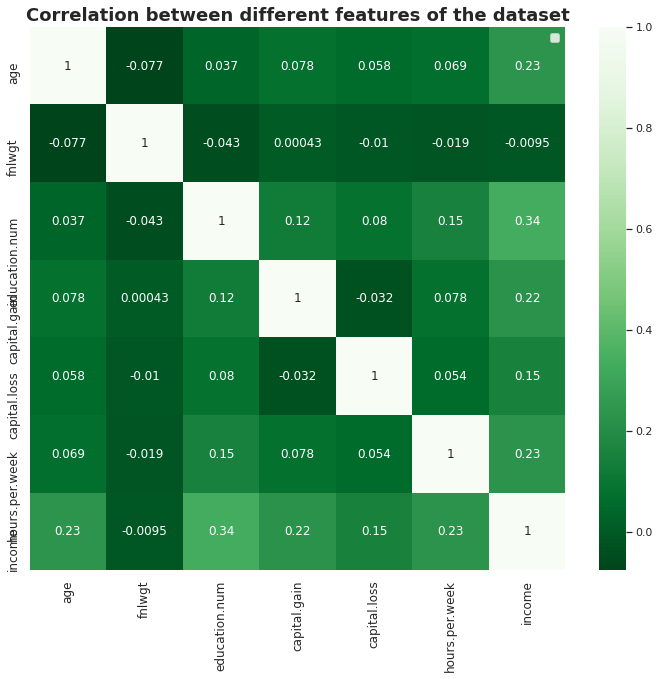 Correlation between different features of the dataset
age 1 -0.077 0.037 0.078 0.058 0.069 0.23
fnlwgt -0.077 1 -0.043 0.00043 -0.01 -0.019 -0.0095
education.num 0.037 -0.043 1 0.12 0.08 0.15 0.34
capital.gain 0.078 0.00043 0.12 1 -0.032 0.078 0.22
capital.loss 0.058 -0.01 0.08 -0.032 1 0.054 0.15
hours.per.week 0.069 -0.019 0.15 0.078 0.054 1 0.23
income 0.23 -0.0095 0.34 0.22 0.15 0.23 1
age fnlwgt education.num capital.gain capital.loss hours.per.week income
1.0
0.8
0.6
0.4
0.2
0.0